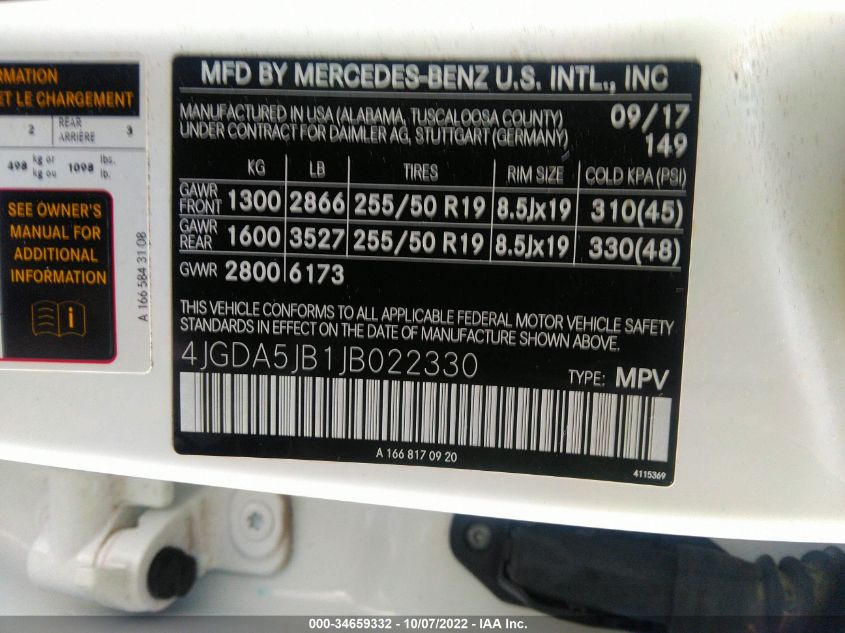 RMATION
ET LE CHARGEMENT
2 REAR ARRIÈRE 3
498 kg or kg ou 1098 lbs. lb.
SEE OWNER'S
MANUAL FOR
ADDITIONAL
INFORMATION
i
A 166 584 31 08
MFD BY MERCEDES-BENZ U.S. INTL., INC
MANUFACTURED IN USA (ALABAMA, TUSCALOOSA COUNTY) 09/17
UNDER CONTRACT FOR DAIMLER AG, STUTTGART (GERMANY) 149
KG LB TIRES RIM SIZE COLD KPA (PSI)
GAWR FRONT 1300 2866 255/50 R19 8.5Jx19 310(45)
GAWR REAR 1600 3527 255/50 R19 8.5Jx19 330(48)
GVWR 2800 6173
THIS VEHICLE CONFORMS TO ALL APPLICABLE FEDERAL MOTOR VEHICLE SAFETY
STANDARDS IN EFFECT ON THE DATE OF MANUFACTURE SHOWN ABOVE.
4JGDA5JB1JB022330
TYPE: MPV
A 166 817 09 20
4115369
000-34659332 - 10/07/2022 - IAA Inc.